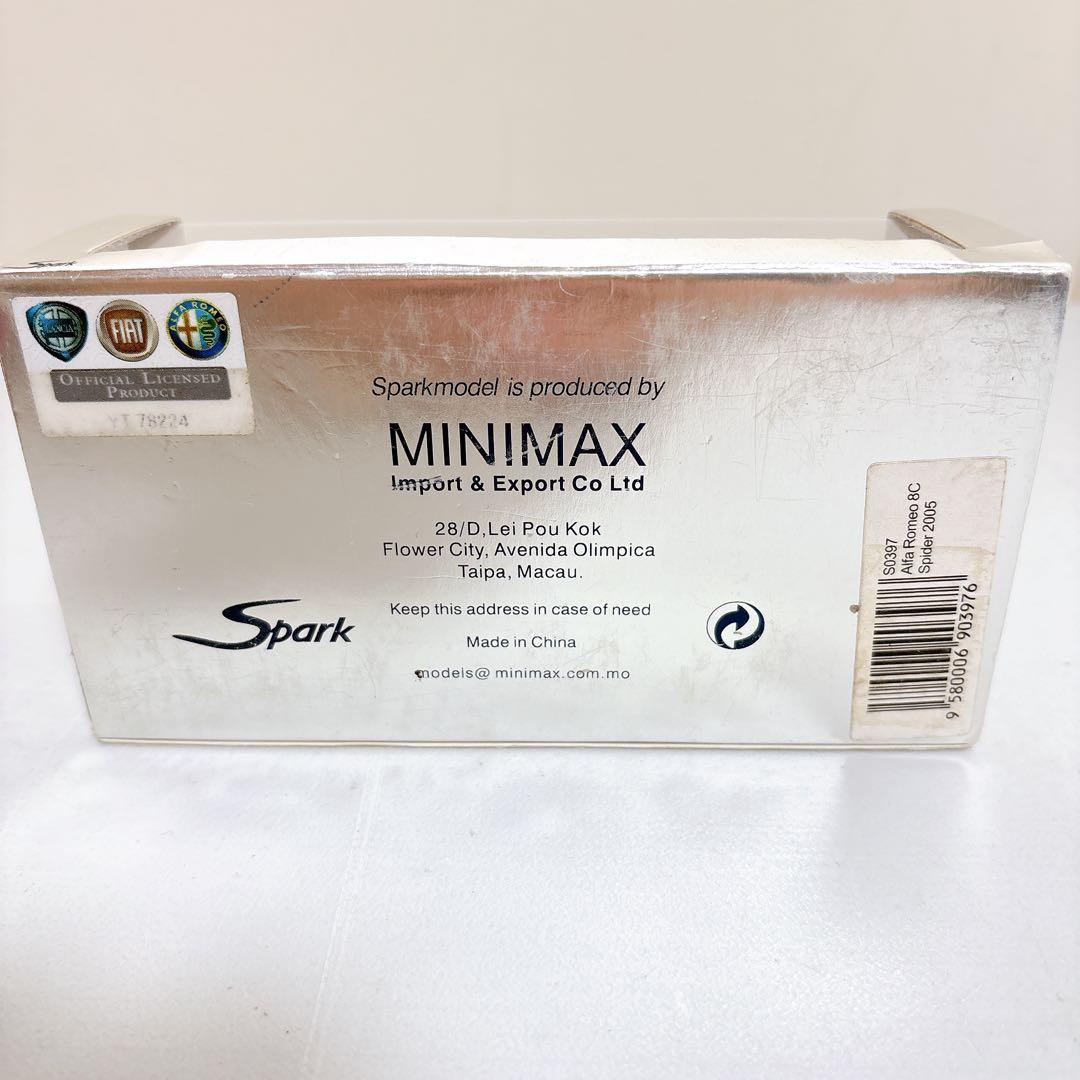 Spark
LANCIA
FIAT
ALFA ROMEO
OFFICIAL LICENSED
PRODUCT
YT 78224
Sparkmodel is produced by
MINIMAX
Import & Export Co Ltd
28/D,Lei Pou Kok
Flower City, Avenida Olimpica
Taipa, Macau.
Keep this address in case of need
Made in China
models@ minimax.com.mo
Spark
S0397
Alfa Romeo 8C
Spider 2005
9 580006 903976